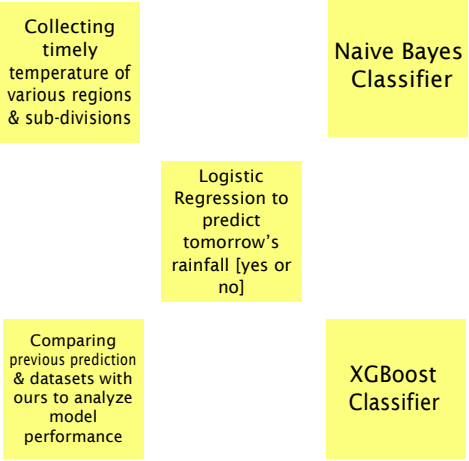 Collecting
timely
temperature of
various regions
& sub-divisions
Naive Bayes
Classifier
Logistic
Regression to
predict
tomorrow’s
rainfall [yes or
no]
Comparing
previous prediction
& datasets with
ours to analyze
model
performance
XGBoost
Classifier